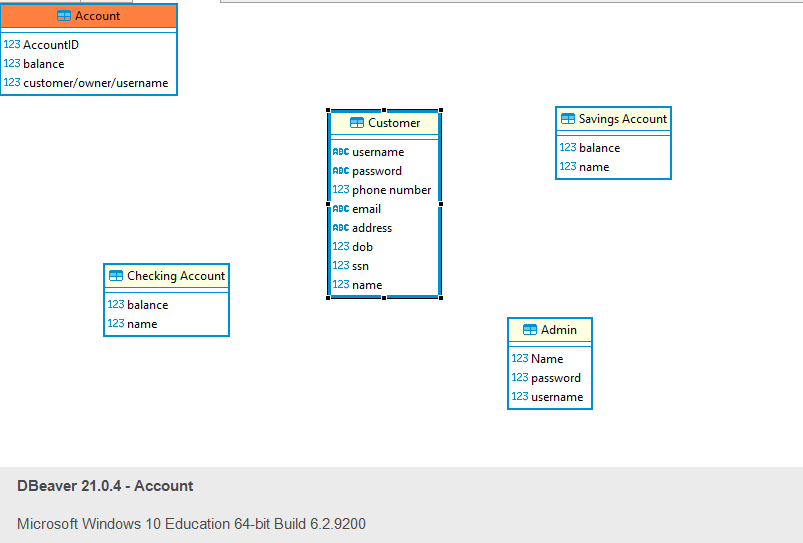 Account
123 AccountID
123 balance
123 customer/owner/username
Customer
ABC username
ABC password
123 phone number
ABC email
ABC address
123 dob
123 ssn
123 name
Savings Account
123 balance
123 name
Checking Account
123 balance
123 name
Admin
123 Name
123 password
123 username
DBeaver 21.0.4 - Account
Microsoft Windows 10 Education 64-bit Build 6.2.9200